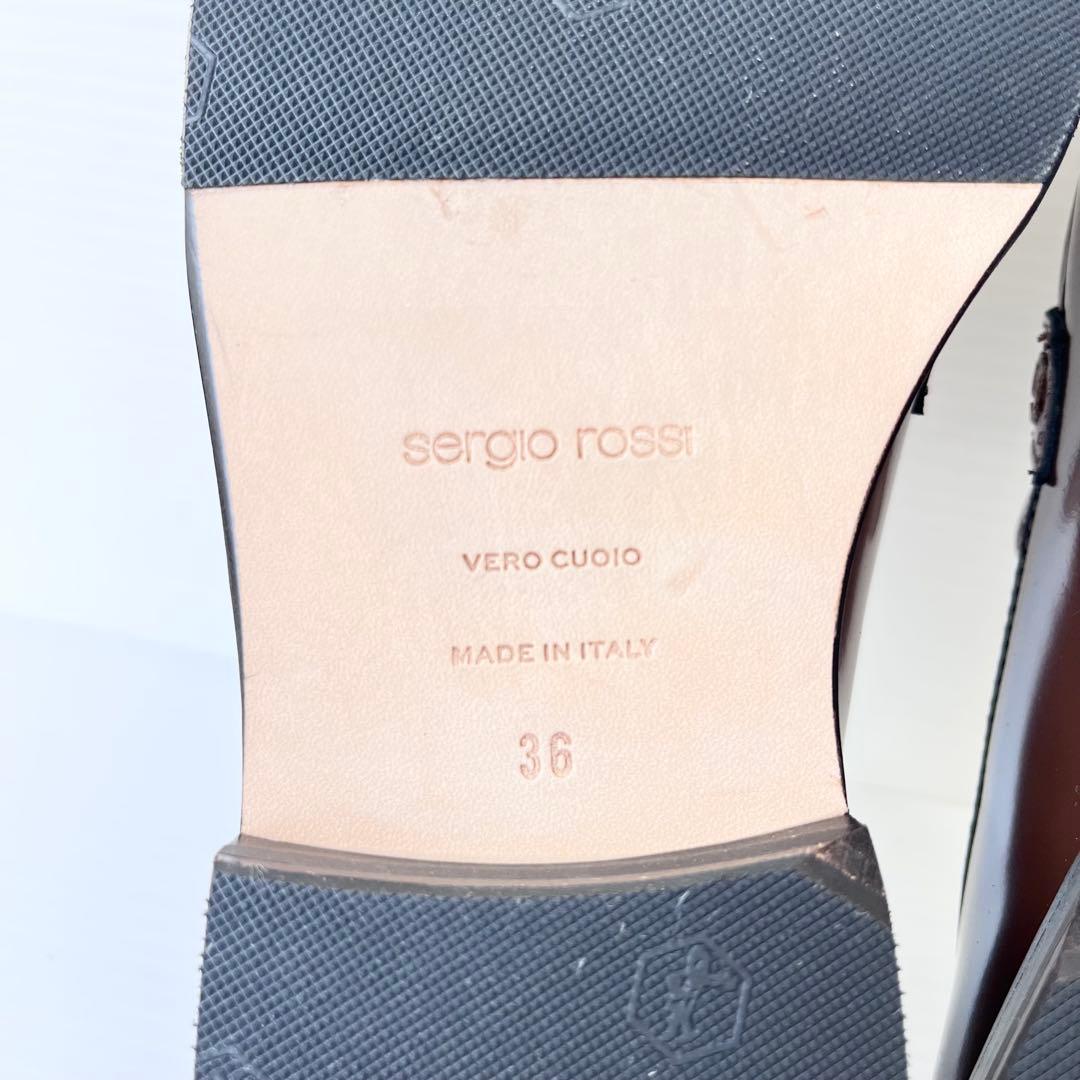 sergio rossi
VERO CUOIO
MADE IN ITALY
36